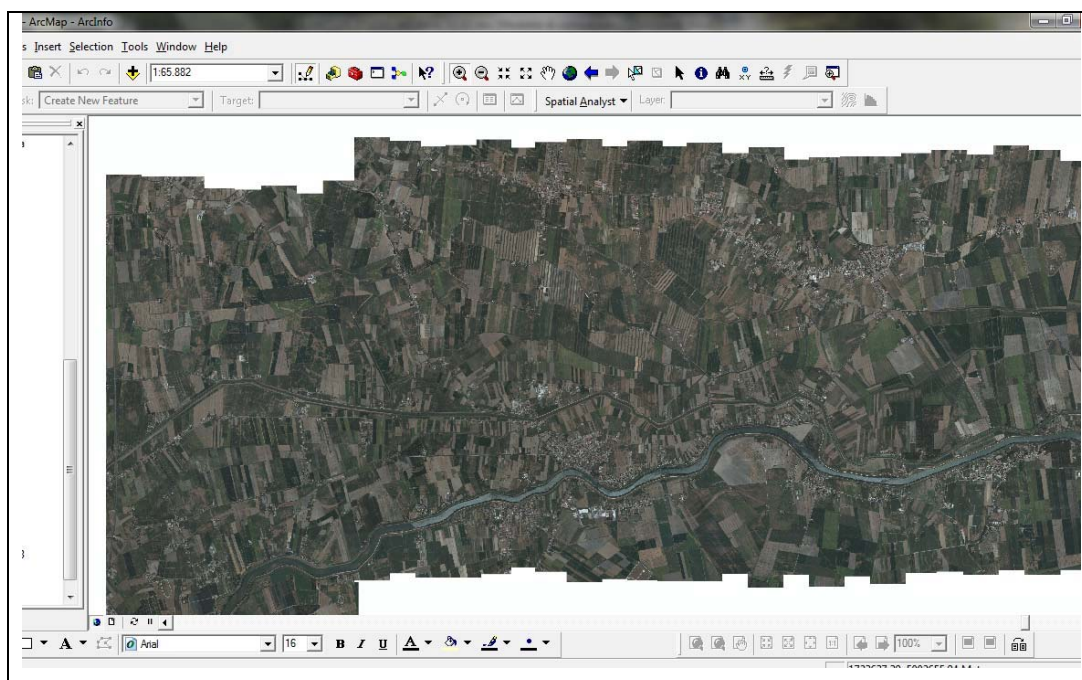 - ArcMap - ArcInfo
s Insert Selection Tools Window Help
1:65.882
sk: Create New Feature Target: Spatial Analyst Layer:
Arial 16 B I U A 100%